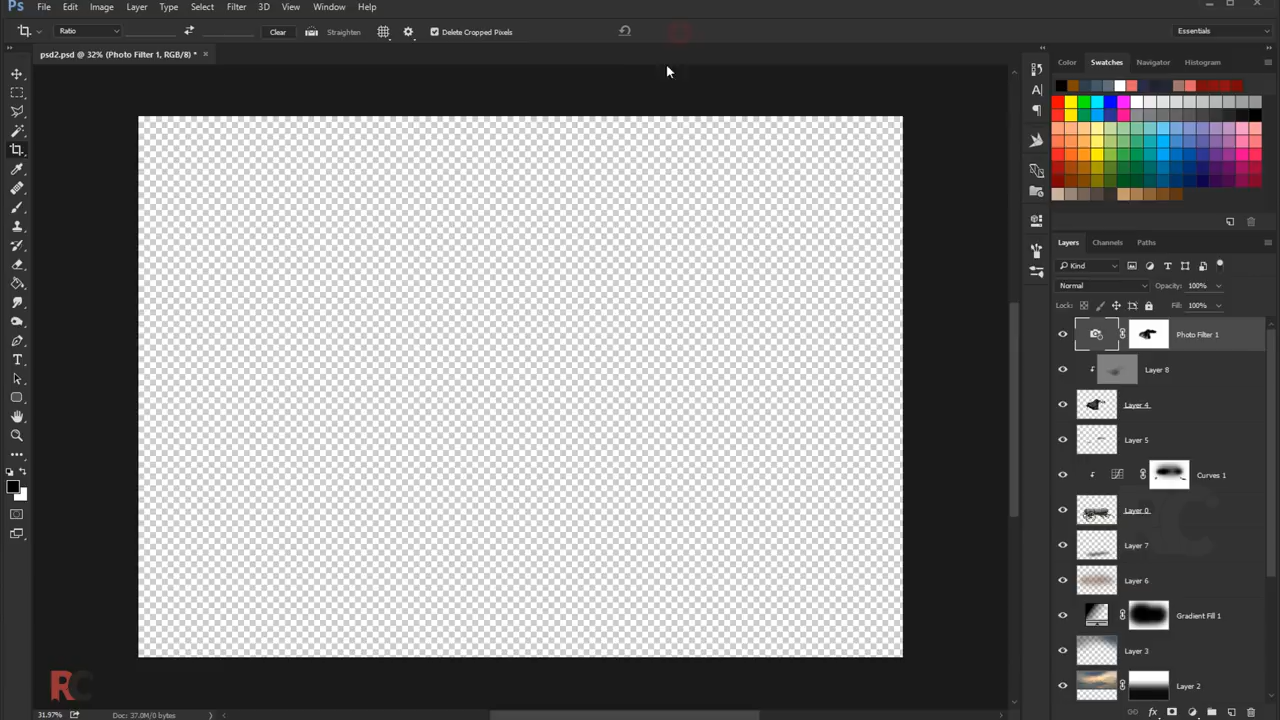 Ps File Edit Image Layer Type Select Filter 3D View Window Help
Ratio Clear Straighten Delete Cropped Pixels Essentials
psd2.psd @ 32% (Photo Filter 1, RGB/8) * ×
Color Swatches Navigator Histogram
Layers Channels Paths
Kind
Normal Opacity: 100%
Lock: Fill: 100%
Photo Filter 1
Layer 8
Layer 4
Layer 5
Curves 1
Layer 0
Layer 7
Layer 6
Gradient Fill 1
Layer 3
Layer 2
RC
31.97% Doc: 37.0M/0 bytes
fx